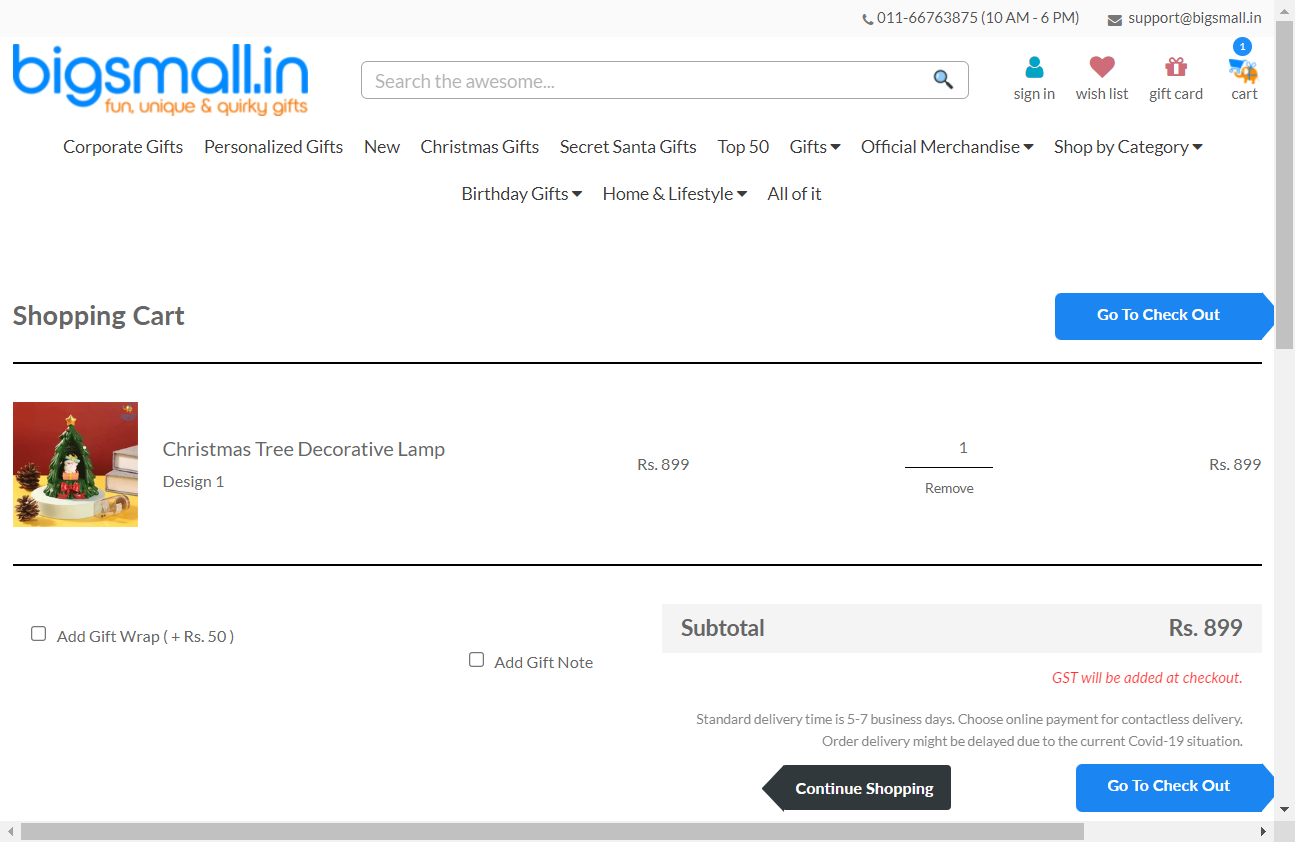 011-66763875 (10 AM - 6 PM) support@bigsmall.in
bigsmall.in
fun, unique & quirky gifts
Search the awesome...
1
sign in wish list gift card cart
Corporate Gifts Personalized Gifts New Christmas Gifts Secret Santa Gifts Top 50 Gifts Official Merchandise Shop by Category
Birthday Gifts Home & Lifestyle All of it
Shopping Cart
Go To Check Out
Christmas Tree Decorative Lamp
Design 1
Rs. 899
1
Remove
Rs. 899
Add Gift Wrap ( + Rs. 50 )
Add Gift Note
Subtotal Rs. 899
GST will be added at checkout.
Standard delivery time is 5-7 business days. Choose online payment for contactless delivery.
Order delivery might be delayed due to the current Covid-19 situation.
Continue Shopping
Go To Check Out